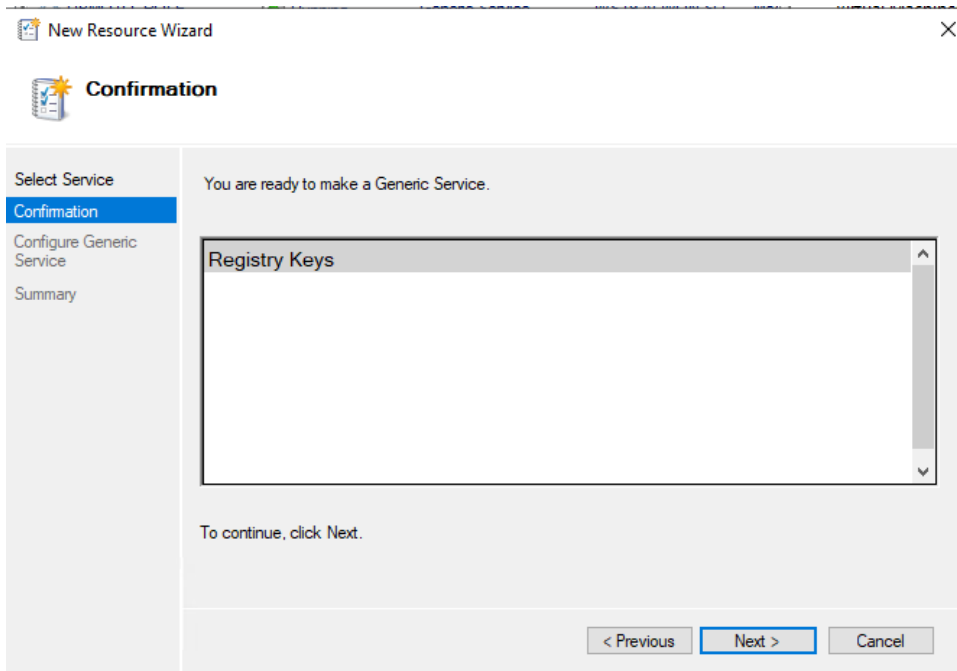 New Resource Wizard
Confirmation
Select Service
Confirmation
Configure Generic
Service
Summary
You are ready to make a Generic Service.
Registry Keys
To continue, click Next.
< Previous
Next >
Cancel